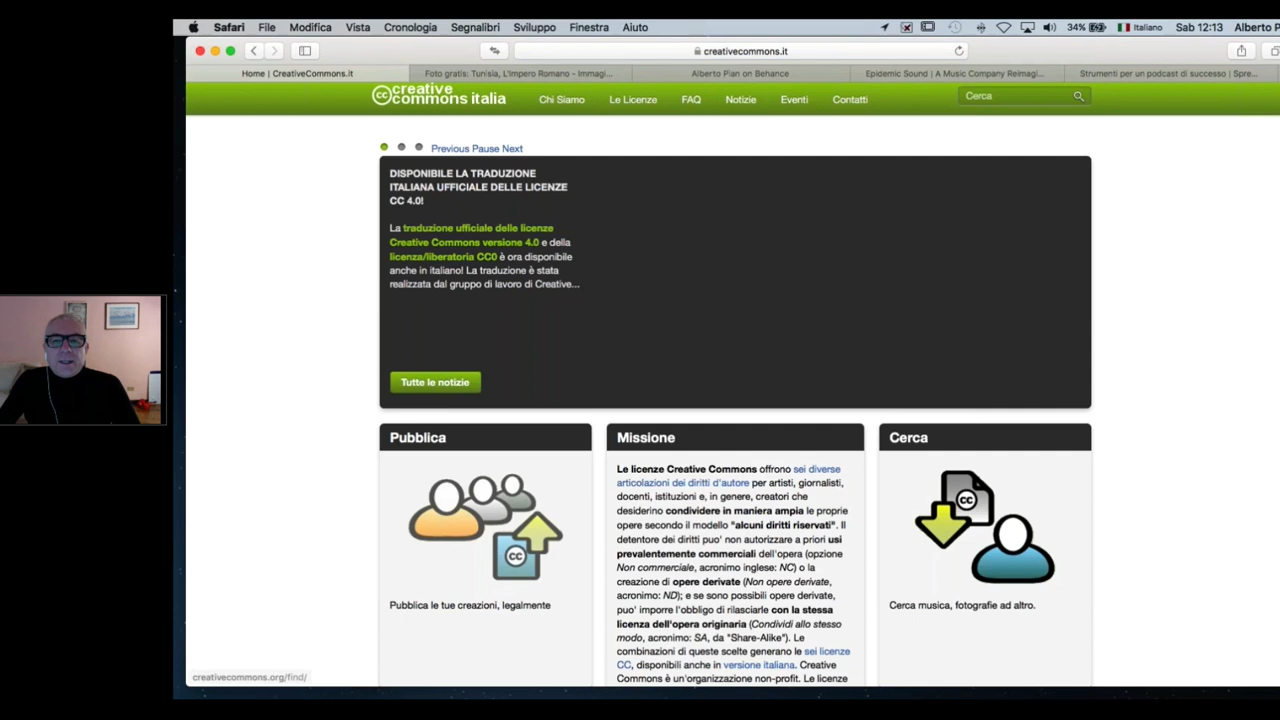 Safari File Modifica Vista Cronologia Segnalibri Sviluppo Finestra Aiuto 34% Italiano Sab 12:13 Alberto P
creativecommons.it
Home | CreativeCommons.it Foto gratis: Tunisia, L'Impero Romano - Immagi... Alberto Pian on Behance Epidemic Sound | A Music Company Reimagi... Strumenti per un podcast di successo | Spre...
cc creative
commons italia
Chi Siamo Le Licenze FAQ Notizie Eventi Contatti Cerca
Previous Pause Next
DISPONIBILE LA TRADUZIONE
ITALIANA UFFICIALE DELLE LICENZE
CC 4.0!
La traduzione ufficiale delle licenze
Creative Commons versione 4.0 e della
licenza/liberatoria CC0 è ora disponibile
anche in italiano! La traduzione è stata
realizzata dal gruppo di lavoro di Creative...
Tutte le notizie
Pubblica
cc
Pubblica le tue creazioni, legalmente
Missione
Le licenze Creative Commons offrono sei diverse
articolazioni dei diritti d'autore per artisti, giornalisti,
docenti, istituzioni e, in genere, creatori che
desiderino condividere in maniera ampia le proprie
opere secondo il modello "alcuni diritti riservati". Il
detentore dei diritti puo' non autorizzare a priori usi
prevalentemente commerciali dell'opera (opzione
Non commerciale, acronimo inglese: NC) o la
creazione di opere derivate (Non opere derivate,
acronimo: ND); e se sono possibili opere derivate,
puo' imporre l'obbligo di rilasciarle con la stessa
licenza dell'opera originaria (Condividi allo stesso
modo, acronimo: SA, da "Share-Alike"). Le
combinazioni di queste scelte generano le sei licenze
CC, disponibili anche in versione italiana. Creative
Commons è un'organizzazione non-profit. Le licenze
Cerca
cc
Cerca musica, fotografie ad altro.
creativecommons.org/find/